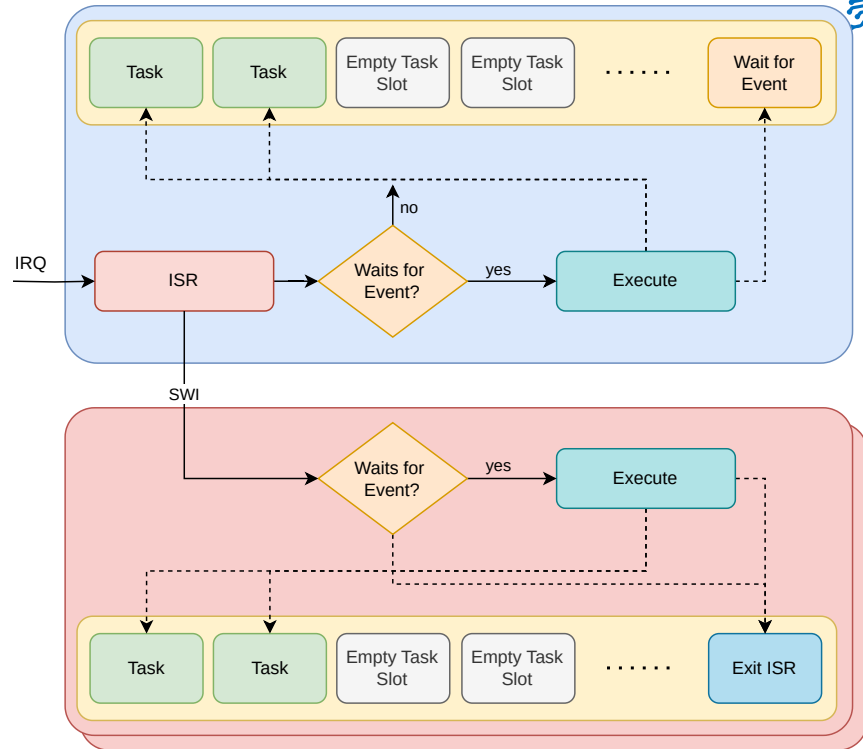 Task
Task
Empty Task
Slot
Empty Task
Slot
· · · · · ·
Wait for
Event
no
IRQ
ISR
Waits for
Event?
yes
Execute
SWI
Waits for
Event?
yes
Execute
Task
Task
Empty Task
Slot
Empty Task
Slot
· · · · · ·
Exit ISR